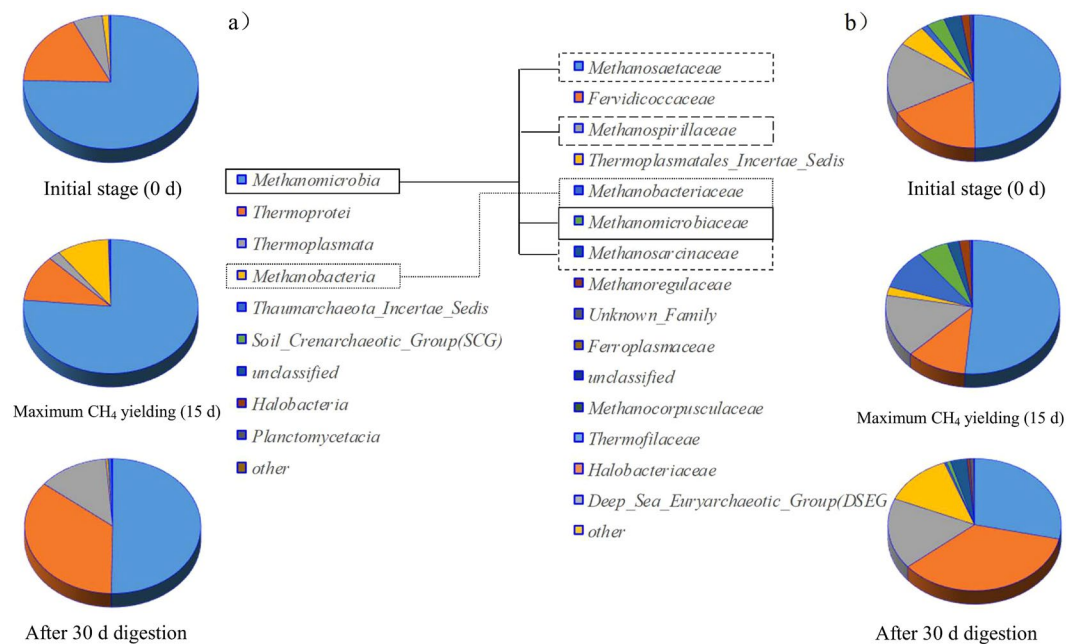 a)
b)
Initial stage (0 d)
Maximum CH₄ yielding (15 d)
After 30 d digestion
Methanomicrobia
Thermoprotei
Thermoplasmata
Methanobacteria
Thaumarchaeota_Incertae_Sedis
Soil_Crenarchaeotic_Group(SCG)
unclassified
Halobacteria
Planctomycetacia
other
Methanosaetaceae
Fervidicoccaceae
Methanospirillaceae
Thermoplasmatales_Incertae_Sedis
Methanobacteriaceae
Methanomicrobiaceae
Methanosarcinaceae
Methanoregulaceae
Unknown_Family
Ferroplasmaceae
unclassified
Methanocorpusculaceae
Thermofilaceae
Halobacteriaceae
Deep_Sea_Euryarchaeotic_Group(DSEG
other
Initial stage (0 d)
Maximum CH₄ yielding (15 d)
After 30 d digestion